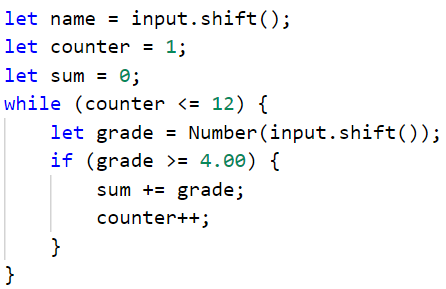 let name = input.shift();
let counter = 1;
let sum = 0;
while (counter <= 12) {
    let grade = Number(input.shift());
    if (grade >= 4.00) {
        sum += grade;
        counter++;
    }
}